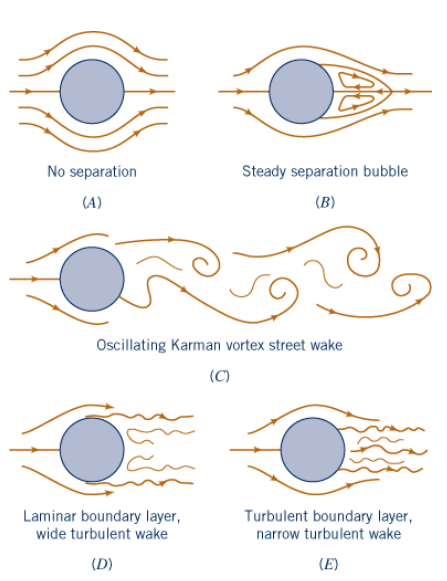 No separation
(A)
Steady separation bubble
(B)
Oscillating Karman vortex street wake
(C)
Laminar boundary layer,
wide turbulent wake
(D)
Turbulent boundary layer,
narrow turbulent wake
(E)